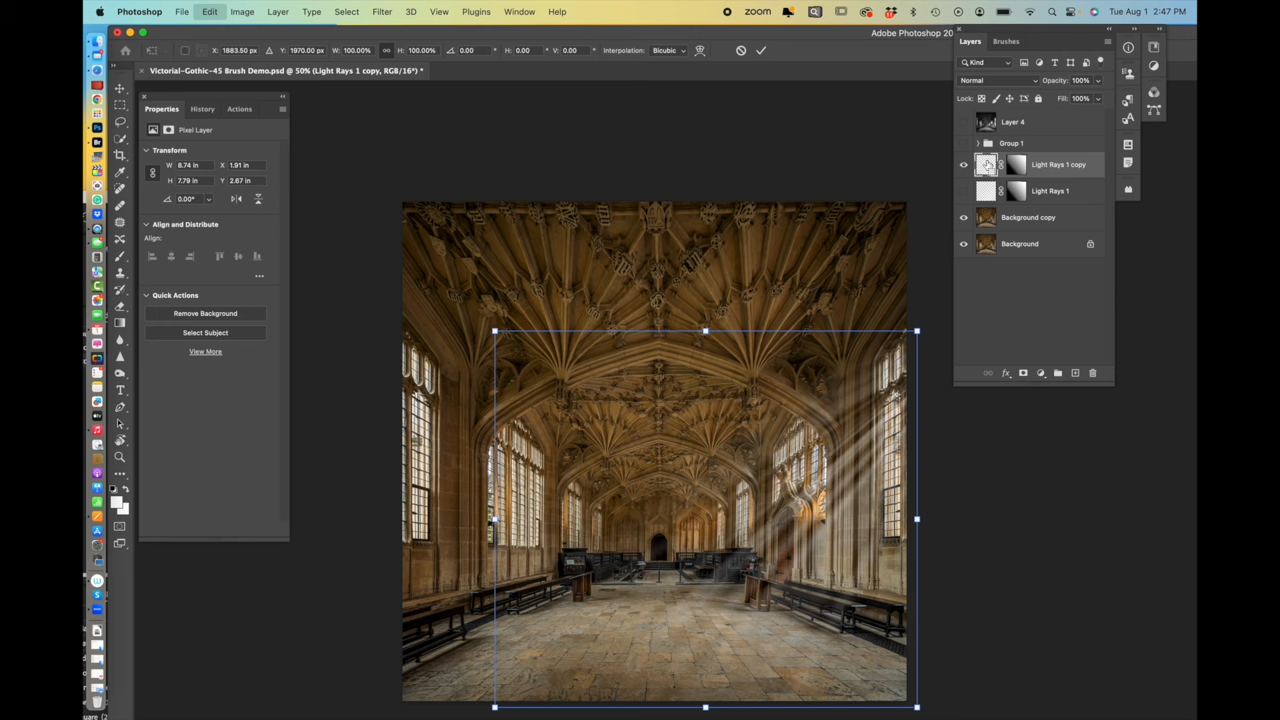 Photoshop File Edit Image Layer Type Select Filter 3D View Plugins Window Help zoom Tue Aug 1 2:47 PM
X: 1883.50 px Y: 1970.00 px W: 100.00% H: 100.00% 0.00 ° H: 0.00 ° V: 0.00 ° Interpolation: Bicubic Adobe Photoshop 20
Victorial-Gothic-45 Brush Demo.psd @ 50% (Light Rays 1 copy, RGB/16*) *
Properties History Actions
Pixel Layer
Transform
W 8.74 in X 1.91 in
H 7.79 in Y 2.67 in
0.00°
Align and Distribute
Align:
Quick Actions
Remove Background
Select Subject
View More
Layers Brushes
Kind
Normal Opacity: 100%
Lock: Fill: 100%
Layer 4
Group 1
Light Rays 1 copy
Light Rays 1
Background copy
Background
fx